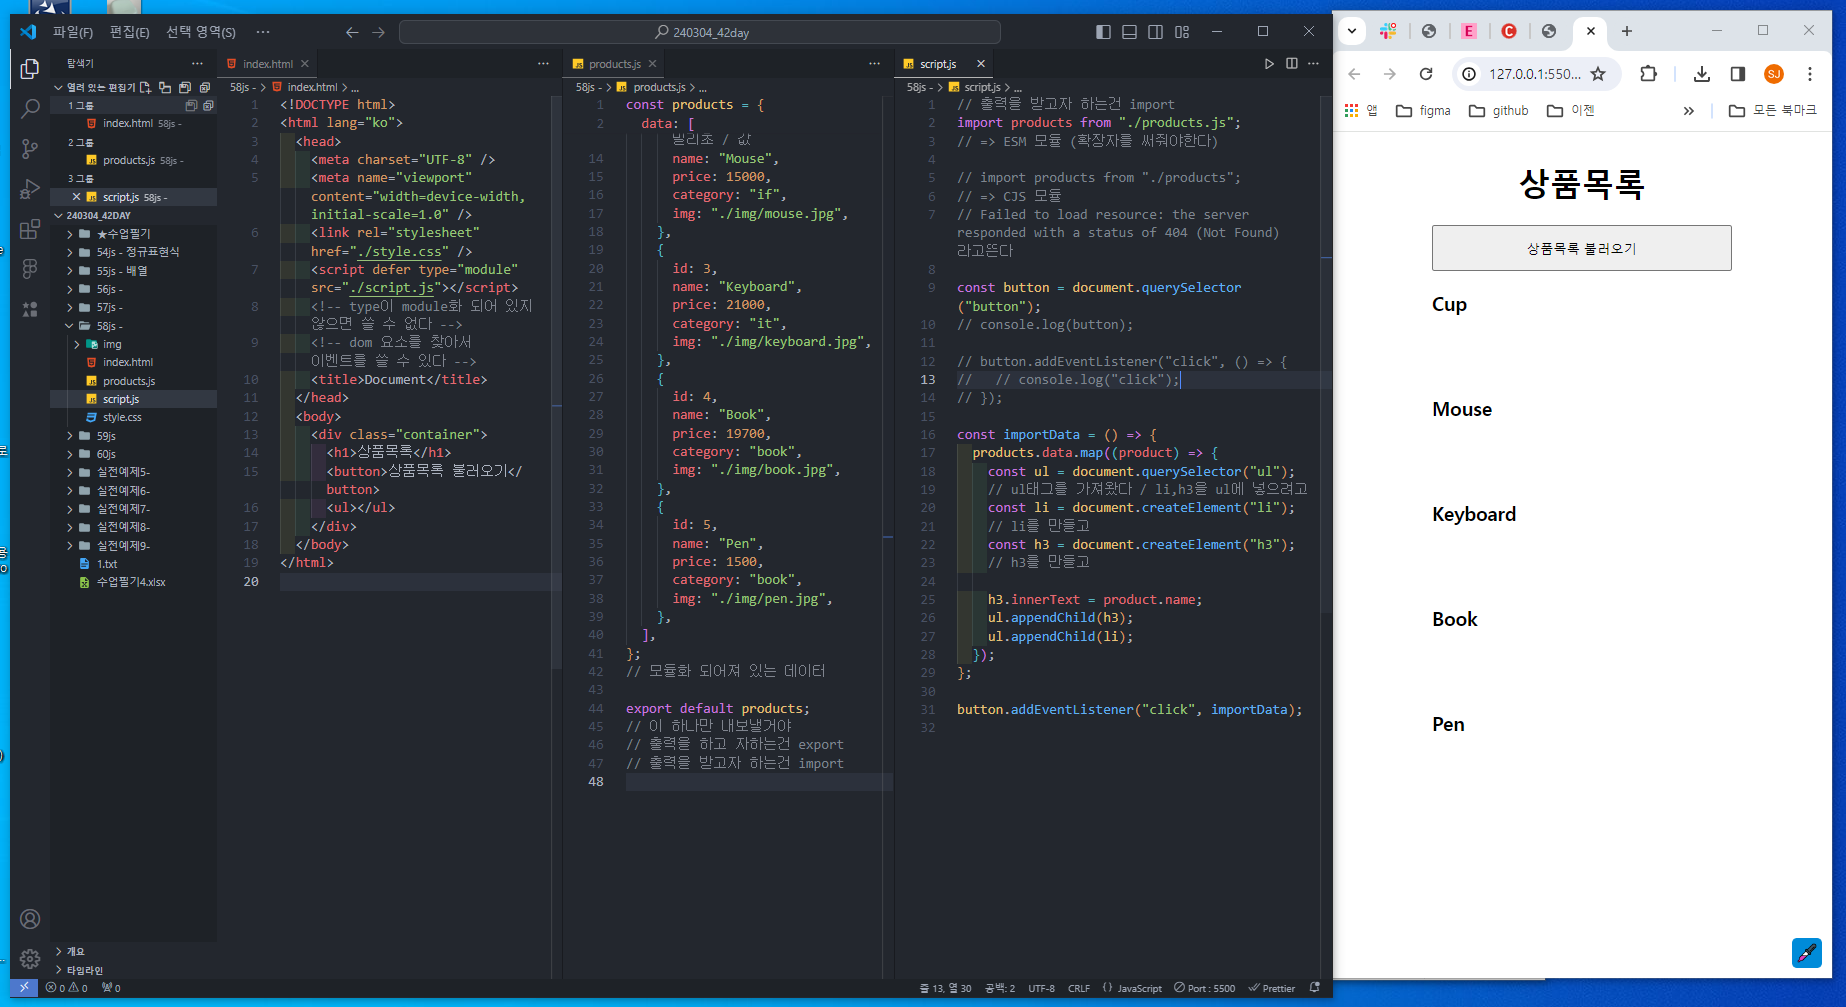 파일(F) 편집(E) 선택 영역(S) ···
240304_42day
탐색기
열려 있는 편집기
1 그룹
index.html 58js -
2 그룹
products.js 58js -
3 그룹
script.js 58js -
240304_42DAY
★수업필기
54js - 정규표현식
55js - 배열
56js -
57js -
58js -
img
index.html
products.js
script.js
style.css
59js
60js
실전예제5-
실전예제6-
실전예제7-
실전예제8-
실전예제9-
1.txt
수업필기4.xlsx
개요
타임라인
index.html
58js - > index.html > ...
1 <!DOCTYPE html>
2 <html lang="ko">
3 <head>
4 <meta charset="UTF-8" />
5 <meta name="viewport"
content="width=device-width,
initial-scale=1.0" />
6 <link rel="stylesheet"
href="./style.css" />
7 <script defer type="module"
src="./script.js"></script>
8 <!-- type이 module화 되어 있지
않으면 쓸 수 없다 -->
9 <!-- dom 요소를 찾아서
이벤트를 쓸 수 있다 -->
10 <title>Document</title>
11 </head>
12 <body>
13 <div class="container">
14 <h1>상품목록</h1>
15 <button>상품목록 불러오기</
button>
16 <ul></ul>
17 </div>
18 </body>
19 </html>
20
products.js
58js - > products.js > ...
1 const products = {
2 data: [
14 name: "Mouse",
15 price: 15000,
16 category: "if",
17 img: "./img/mouse.jpg",
18 },
19 {
20 id: 3,
21 name: "Keyboard",
22 price: 21000,
23 category: "it",
24 img: "./img/keyboard.jpg",
25 },
26 {
27 id: 4,
28 name: "Book",
29 price: 19700,
30 category: "book",
31 img: "./img/book.jpg",
32 },
33 {
34 id: 5,
35 name: "Pen",
36 price: 1500,
37 category: "book",
38 img: "./img/pen.jpg",
39 },
40 ],
41 };
42 // 모듈화 되어져 있는 데이터
43
44 export default products;
45 // 이 하나만 내보낼거야
46 // 출력을 하고 자하는건 export
47 // 출력을 받고자 하는건 import
48
script.js
58js - > script.js > ...
1 // 출력을 받고자 하는건 import
2 import products from "./products.js";
3 // => ESM 모듈 (확장자를 써줘야한다)
4
5 // import products from "./products";
6 // => CJS 모듈
7 // Failed to load resource: the server
responded with a status of 404 (Not Found)
라고뜬다
8
9 const button = document.querySelector
("button");
10 // console.log(button);
11
12 // button.addEventListener("click", () => {
13 // // console.log("click");
14 // });
15
16 const importData = () => {
17 products.data.map((product) => {
18 const ul = document.querySelector("ul");
19 // ul태그를 가져왔다 / li,h3을 ul에 넣으려고
20 const li = document.createElement("li");
21 // li를 만들고
22 const h3 = document.createElement("h3");
23 // h3를 만들고
24
25 h3.innerText = product.name;
26 ul.appendChild(h3);
27 ul.appendChild(li);
28 });
29 };
30
31 button.addEventListener("click", importData);
32
0 0 0
줄 13, 열 30 공백: 2 UTF-8 CRLF {} JavaScript Port : 5500 Prettier
E C
127.0.0.1:550... SJ
앱 figma github 이젠 » 모든 북마크
상품목록
상품목록 불러오기
Cup
Mouse
Keyboard
Book
Pen